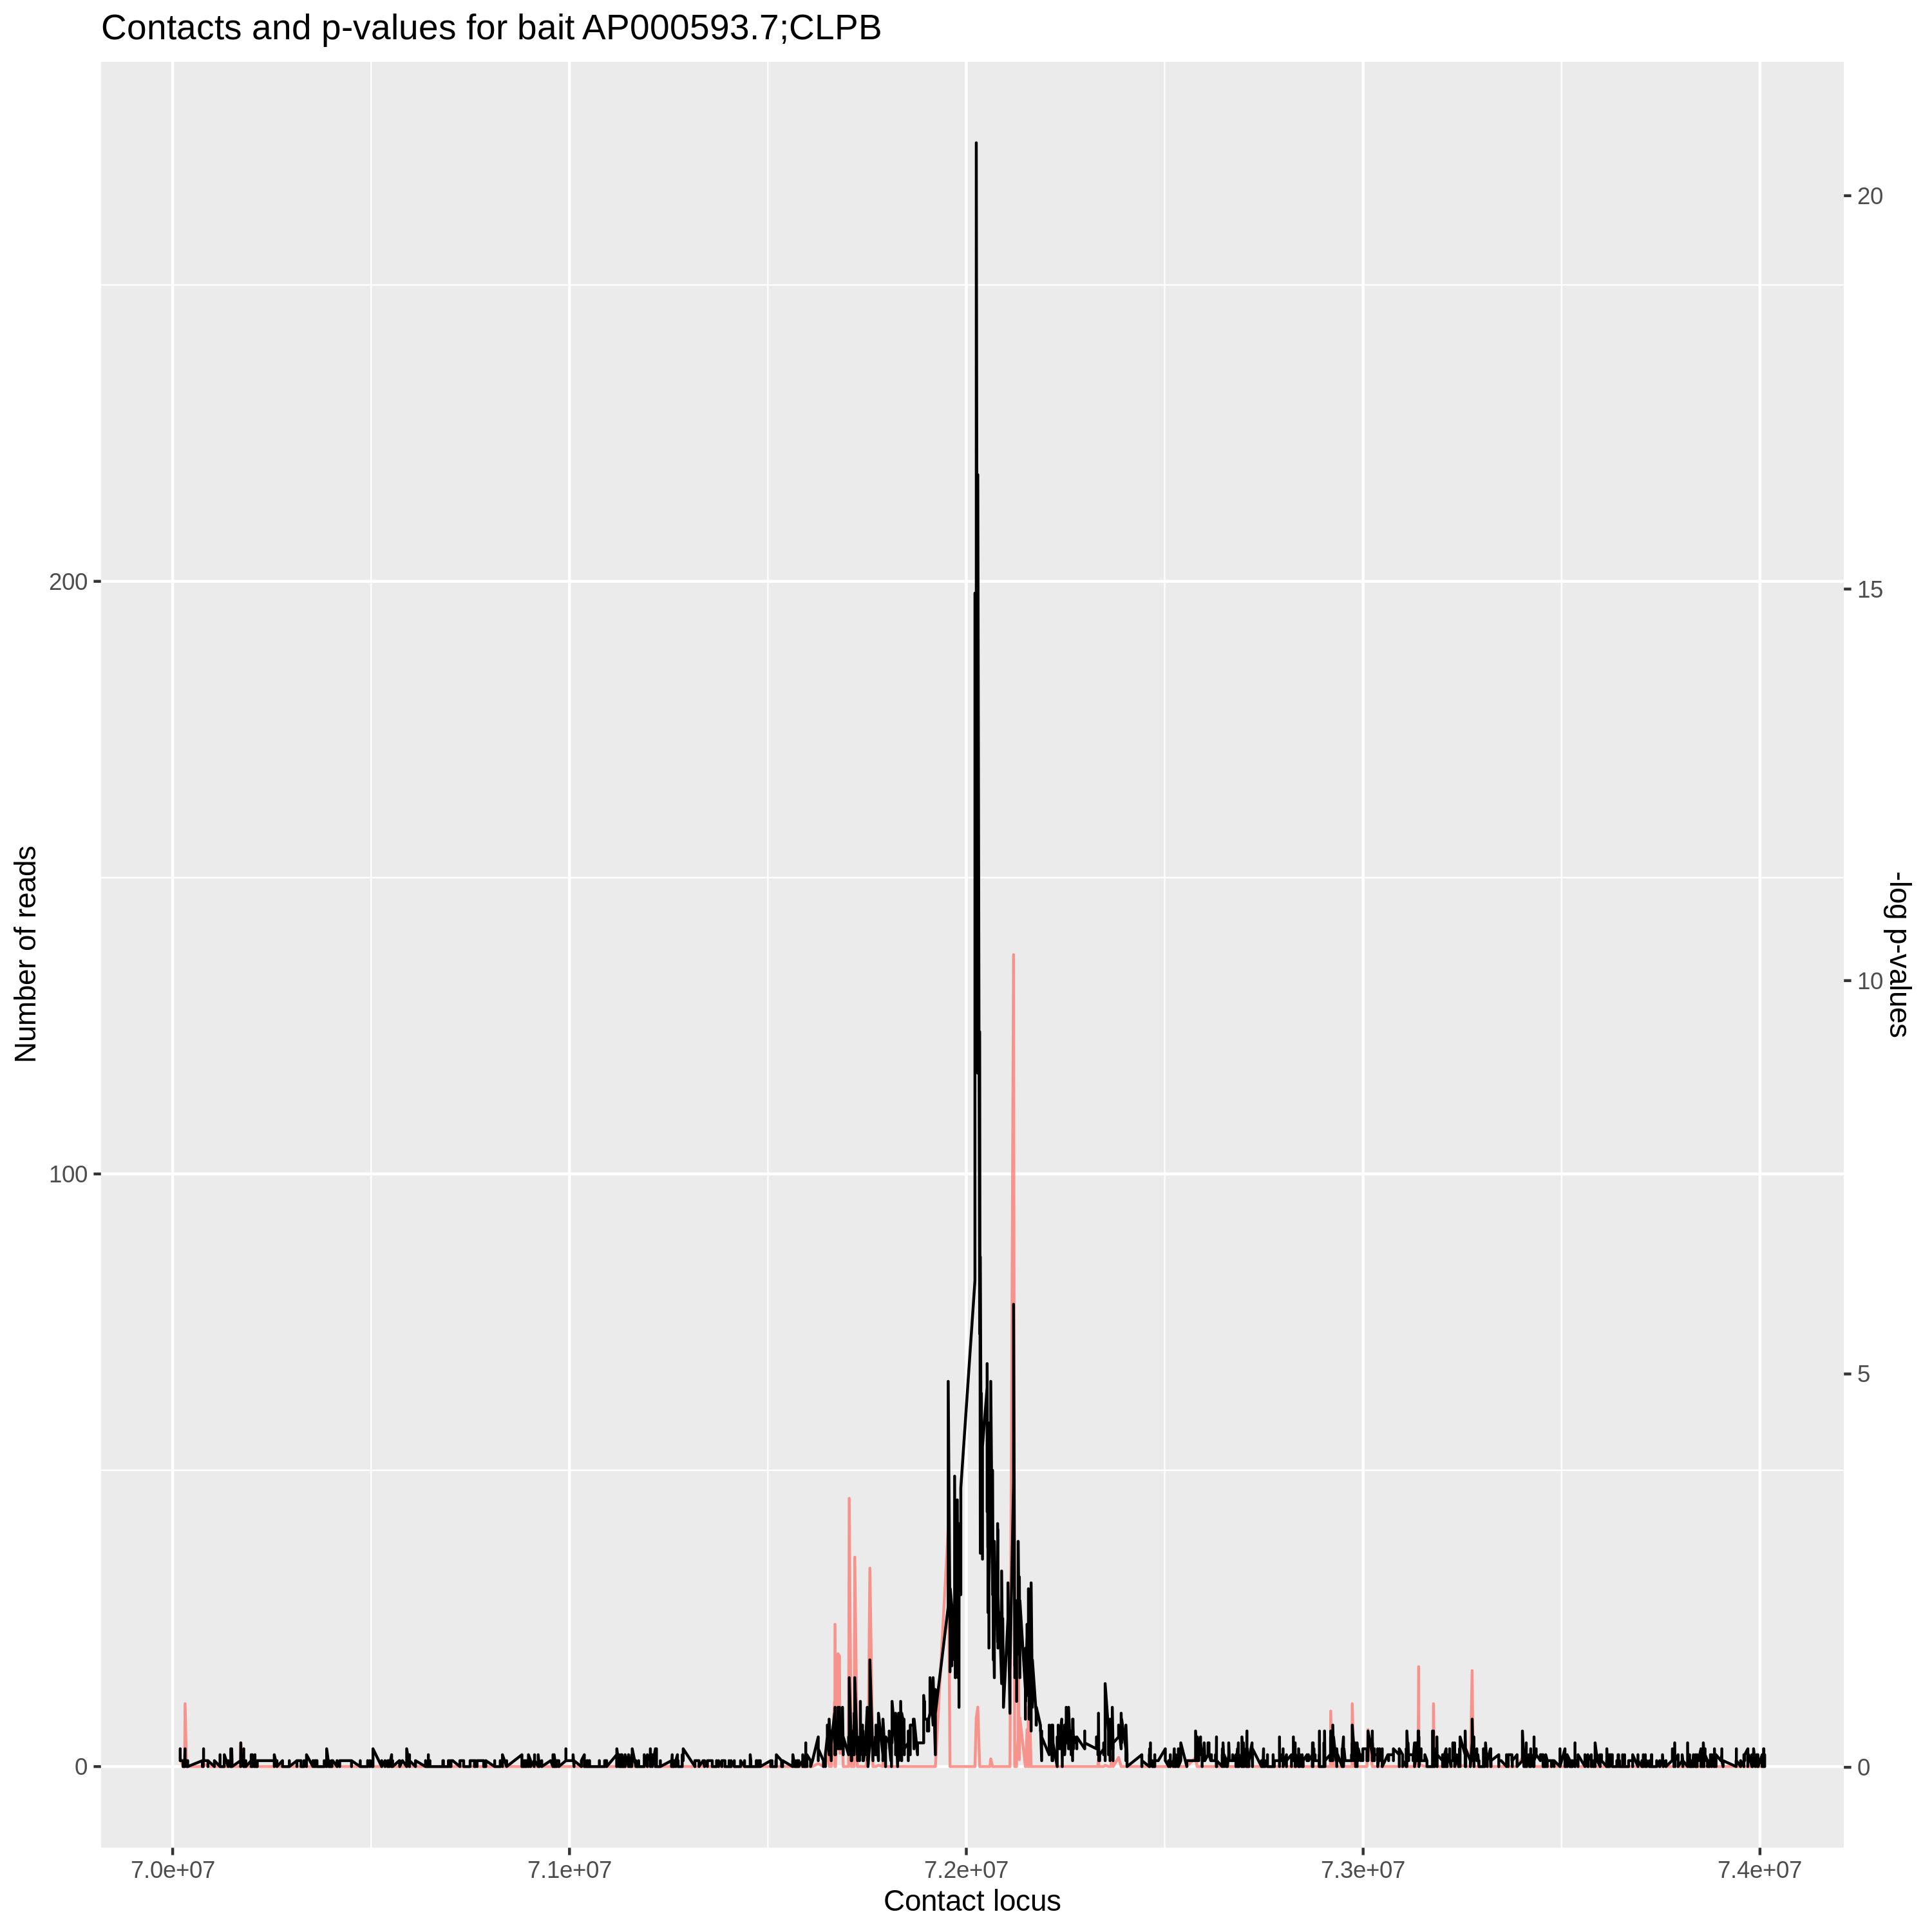 Contacts and p-values for bait AP000593.7;CLPB
Number of reads
200
100
0
20
15
10
5
0
-log p-values
7.0e+07
7.1e+07
7.2e+07
7.3e+07
7.4e+07
Contact locus